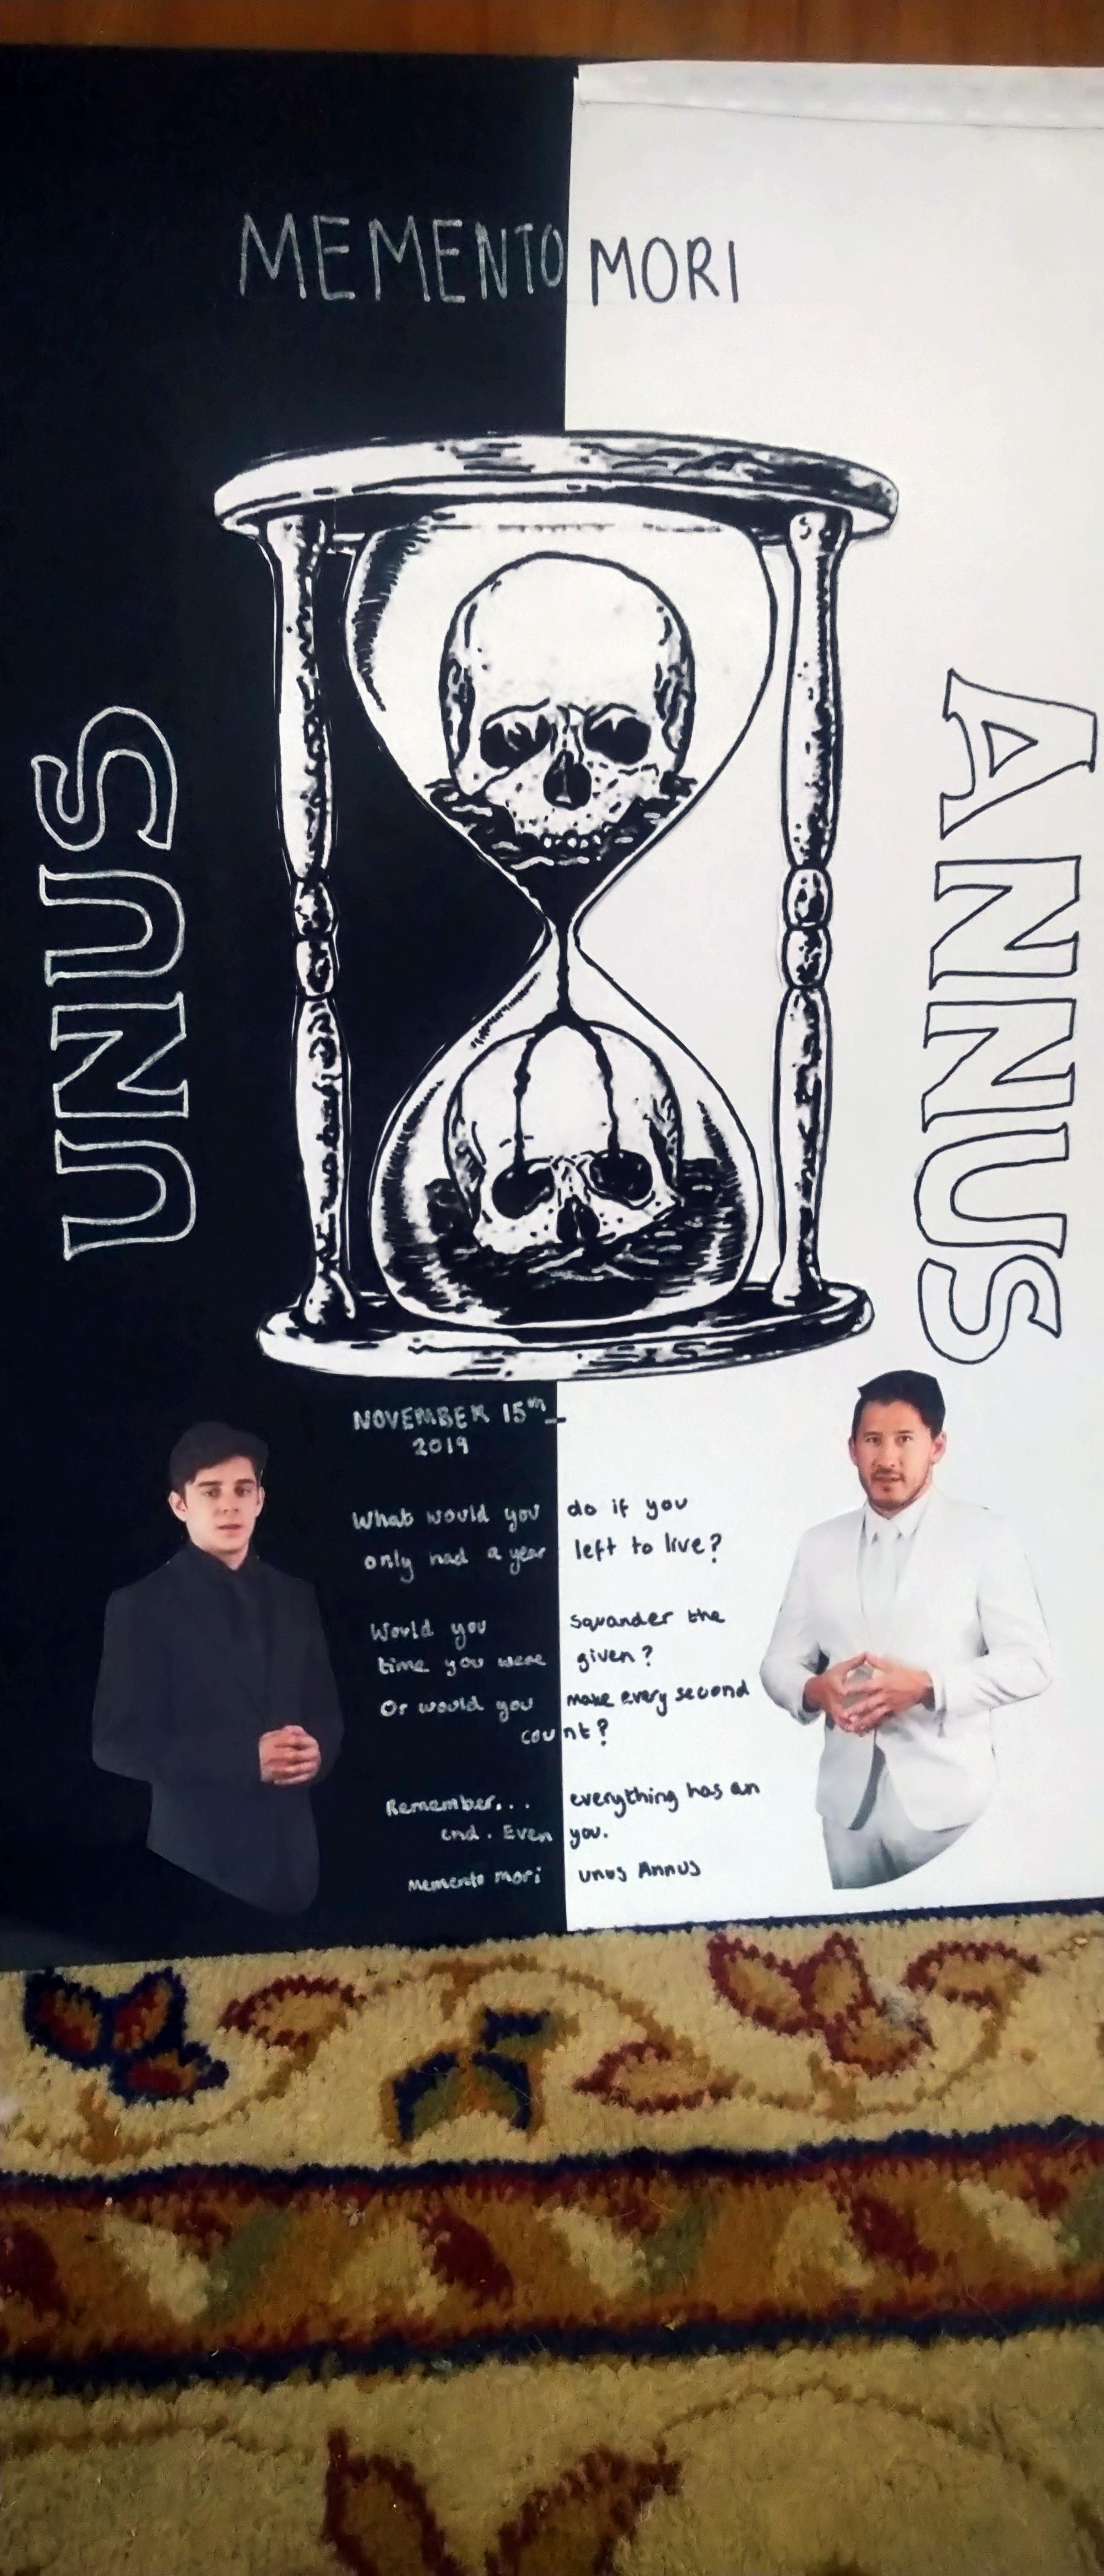 MEMENTO MORI
UNUS
ANNUS
NOVEMBER 15th
2019
What would you do if you
only had a year left to live?
Would you squander the
time you were given?
Or would you make every second
count?
Remember... everything has an
end. Even you.
Memento mori Unus Annus